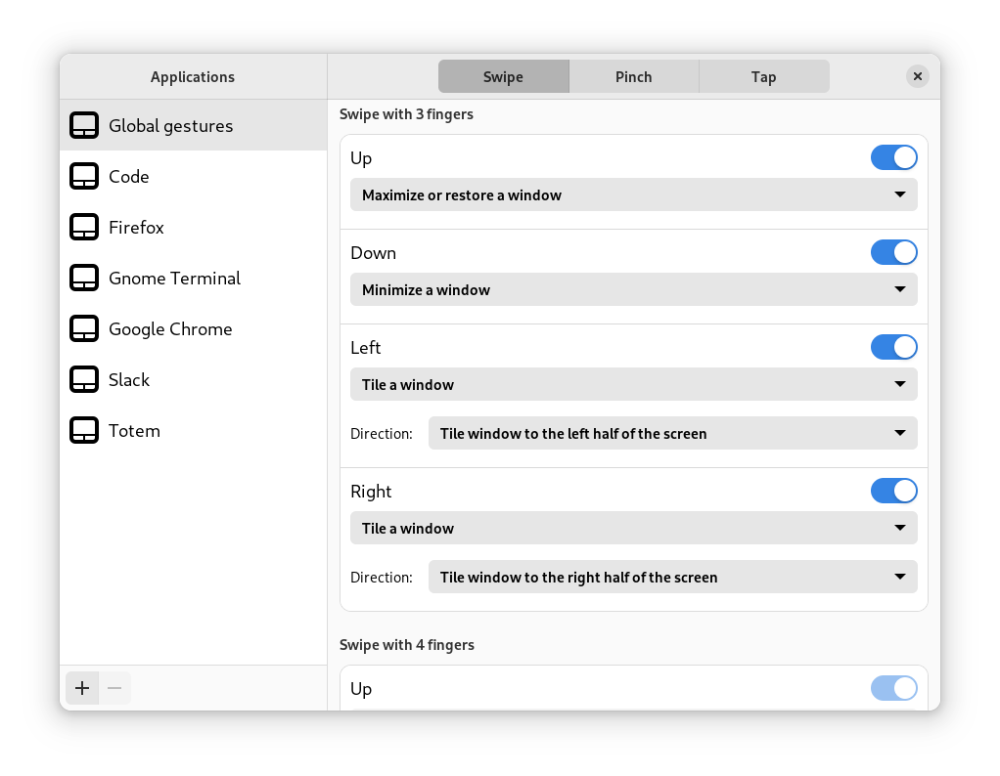 Applications
Swipe
Pinch
Tap
Global gestures
Code
Firefox
Gnome Terminal
Google Chrome
Slack
Totem
Swipe with 3 fingers
Up
Maximize or restore a window
Down
Minimize a window
Left
Tile a window
Direction: Tile window to the left half of the screen
Right
Tile a window
Direction: Tile window to the right half of the screen
Swipe with 4 fingers
Up